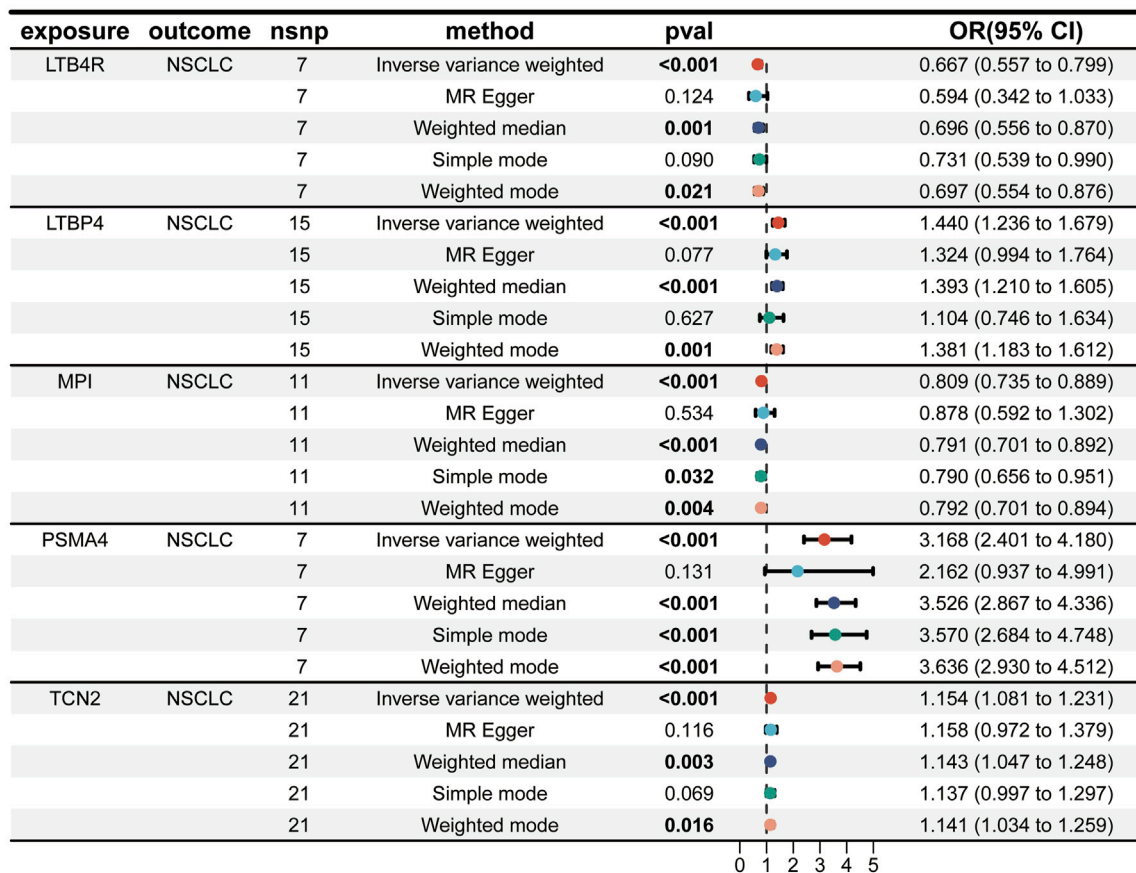 exposure outcome nsnp method pval OR(95% CI)
LTB4R NSCLC 7 Inverse variance weighted <0.001 0.667 (0.557 to 0.799)
7 MR Egger 0.124 0.594 (0.342 to 1.033)
7 Weighted median 0.001 0.696 (0.556 to 0.870)
7 Simple mode 0.090 0.731 (0.539 to 0.990)
7 Weighted mode 0.021 0.697 (0.554 to 0.876)
LTBP4 NSCLC 15 Inverse variance weighted <0.001 1.440 (1.236 to 1.679)
15 MR Egger 0.077 1.324 (0.994 to 1.764)
15 Weighted median <0.001 1.393 (1.210 to 1.605)
15 Simple mode 0.627 1.104 (0.746 to 1.634)
15 Weighted mode 0.001 1.381 (1.183 to 1.612)
MPI NSCLC 11 Inverse variance weighted <0.001 0.809 (0.735 to 0.889)
11 MR Egger 0.534 0.878 (0.592 to 1.302)
11 Weighted median <0.001 0.791 (0.701 to 0.892)
11 Simple mode 0.032 0.790 (0.656 to 0.951)
11 Weighted mode 0.004 0.792 (0.701 to 0.894)
PSMA4 NSCLC 7 Inverse variance weighted <0.001 3.168 (2.401 to 4.180)
7 MR Egger 0.131 2.162 (0.937 to 4.991)
7 Weighted median <0.001 3.526 (2.867 to 4.336)
7 Simple mode <0.001 3.570 (2.684 to 4.748)
7 Weighted mode <0.001 3.636 (2.930 to 4.512)
TCN2 NSCLC 21 Inverse variance weighted <0.001 1.154 (1.081 to 1.231)
21 MR Egger 0.116 1.158 (0.972 to 1.379)
21 Weighted median 0.003 1.143 (1.047 to 1.248)
21 Simple mode 0.069 1.137 (0.997 to 1.297)
21 Weighted mode 0.016 1.141 (1.034 to 1.259)
0 1 2 3 4 5